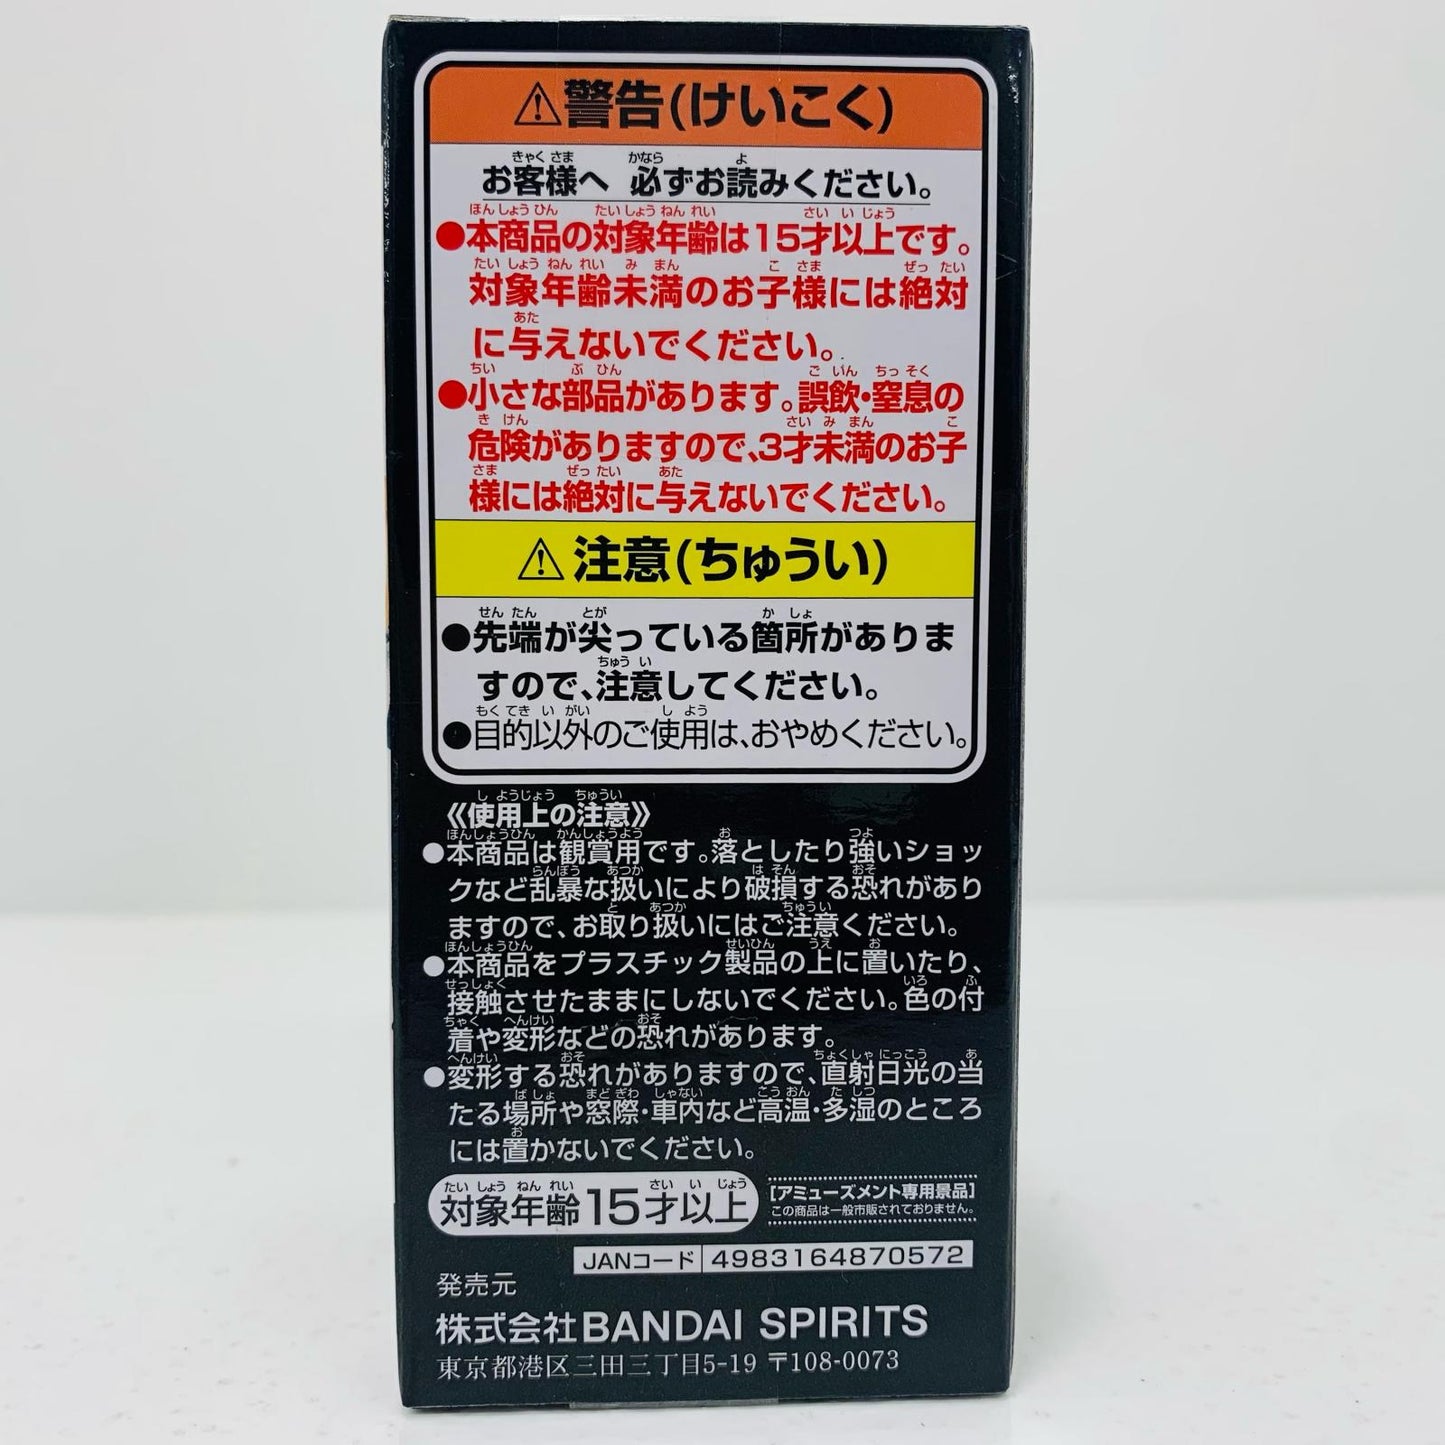 ⚠警告(けいこく)
お客様へ 必ずお読みください。
●本商品の対象年齢は15才以上です。
対象年齢未満のお子様には絶対
に与えないでください。
●小さな部品があります。誤飲・窒息の
危険がありますので、3才未満のお子
様には絶対に与えないでください。
⚠注意(ちゅうい)
●先端が尖っている箇所がありま
すので、注意してください。
●目的以外のご使用は、おやめください。
《使用上の注意》
●本商品は観賞用です。落としたり強いショッ
クなど乱暴な扱いにより破損する恐れがあり
ますので、お取り扱いにはご注意ください。
●本商品をプラスチック製品の上に置いたり、
接触させたままにしないでください。色の付
着や変形などの恐れがあります。
●変形する恐れがありますので、直射日光の当
たる場所や窓際・車内など高温・多湿のところ
には置かないでください。
対象年齢15才以上
[アミューズメント専用景品]
この商品は一般市販されておりません。
JANコード 4983164870572
発売元
株式会社BANDAI SPIRITS
東京都港区三田三丁目5-19 〒108-0073